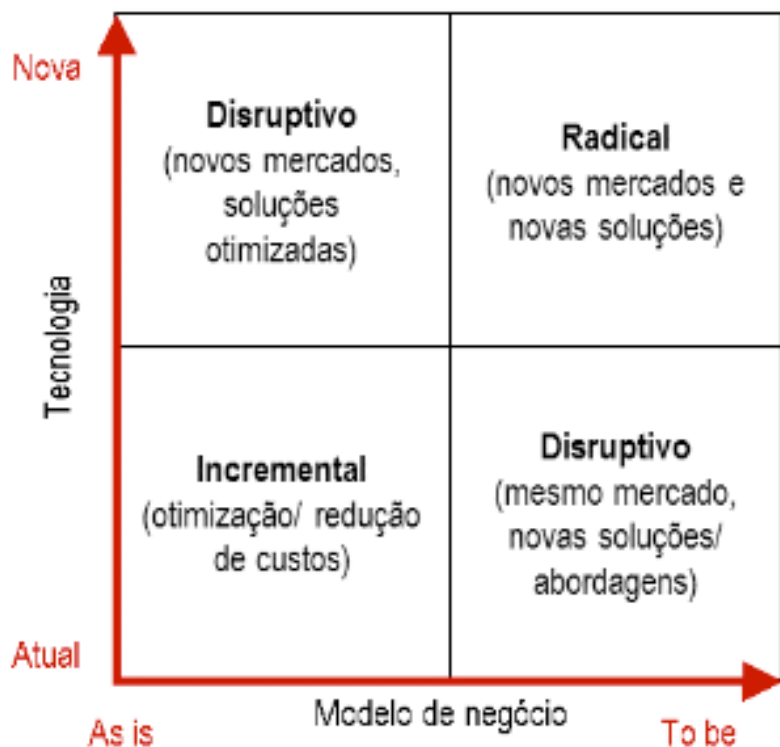 Nova
Disruptivo
(novos mercados,
soluções
otimizadas)
Radical
(novos mercados e
novas soluções)
Tecnologia
Incremental
(otimização/ redução
de custos)
Disruptivo
(mesmo mercado,
novas soluções/
abordagens)
Atual
As is
Modelo de negócio
To be